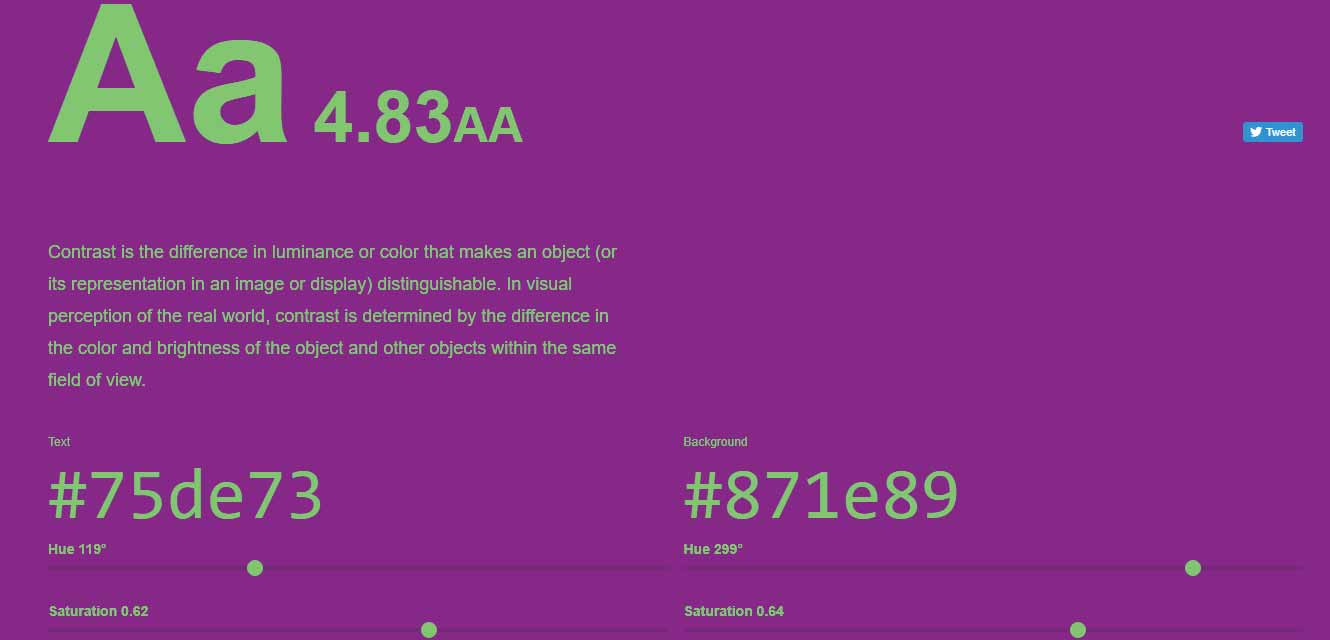 Aa 4.83AA
Tweet
Contrast is the difference in luminance or color that makes an object (or
its representation in an image or display) distinguishable. In visual
perception of the real world, contrast is determined by the difference in
the color and brightness of the object and other objects within the same
field of view.
Text
#75de73
Hue 119°
Saturation 0.62
Background
#871e89
Hue 299°
Saturation 0.64